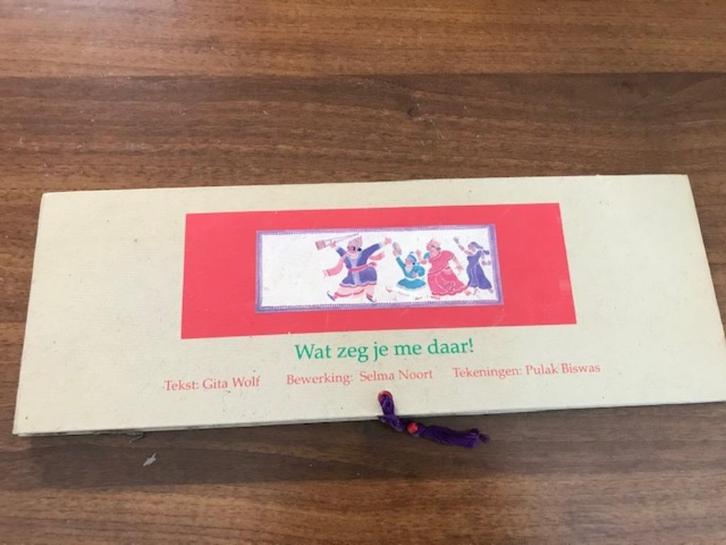 Wat zeg je me daar!
Tekst: Gita Wolf Bewerking: Selma Noort Tekeningen: Pulak Biswas